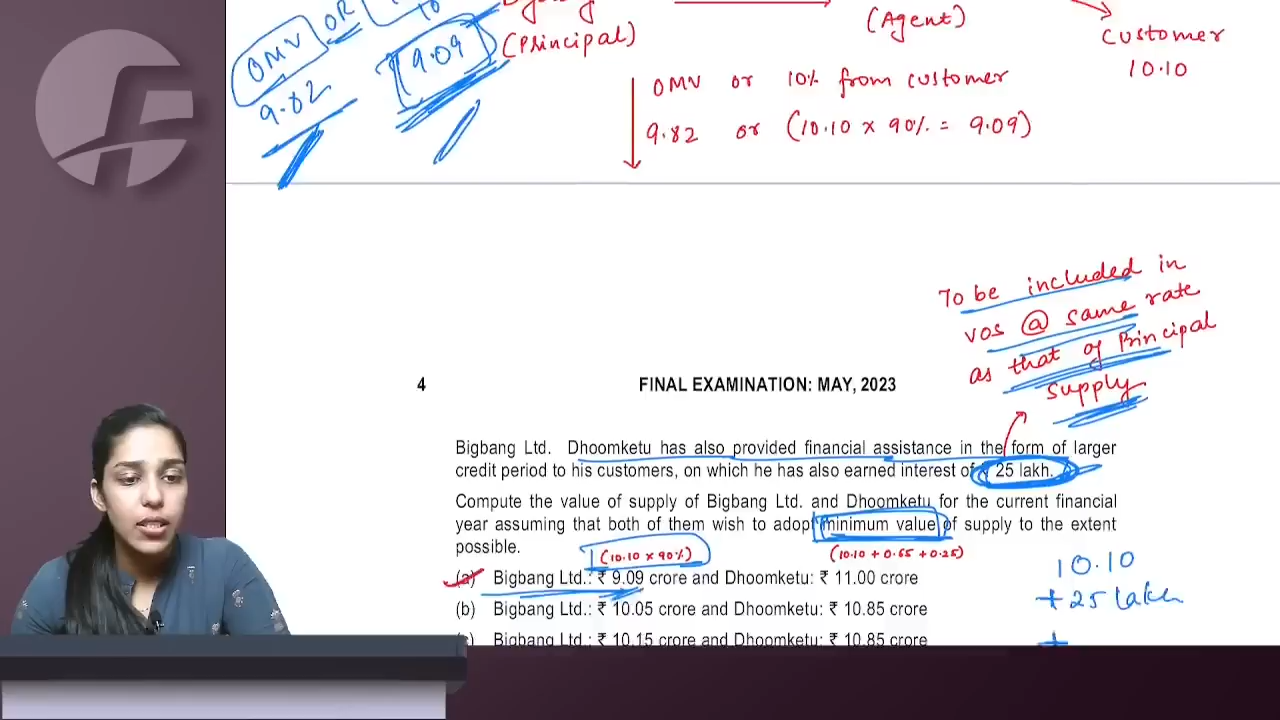 OMV OR
9.82
9.09
(Principal)
(Agent)
Customer
10.10
OMV or 10% from customer
9.82 or (10.10 x 90% = 9.09)
To be included in
VOS @ same rate
as that of Principal
supply
4 FINAL EXAMINATION: MAY, 2023
Bigbang Ltd. Dhoomketu has also provided financial assistance in the form of larger
credit period to his customers, on which he has also earned interest of ₹ 25 lakh.
Compute the value of supply of Bigbang Ltd. and Dhoomketu for the current financial
year assuming that both of them wish to adopt minimum value of supply to the extent
possible.
(10.10 x 90%)
(10.10 + 0.65 + 0.25)
(a) Bigbang Ltd.: ₹ 9.09 crore and Dhoomketu: ₹ 11.00 crore
(b) Bigbang Ltd.: ₹ 10.05 crore and Dhoomketu: ₹ 10.85 crore
(c) Bigbang Ltd.: ₹ 10.15 crore and Dhoomketu: ₹ 10.85 crore
10.10
+ 25 lakh
+